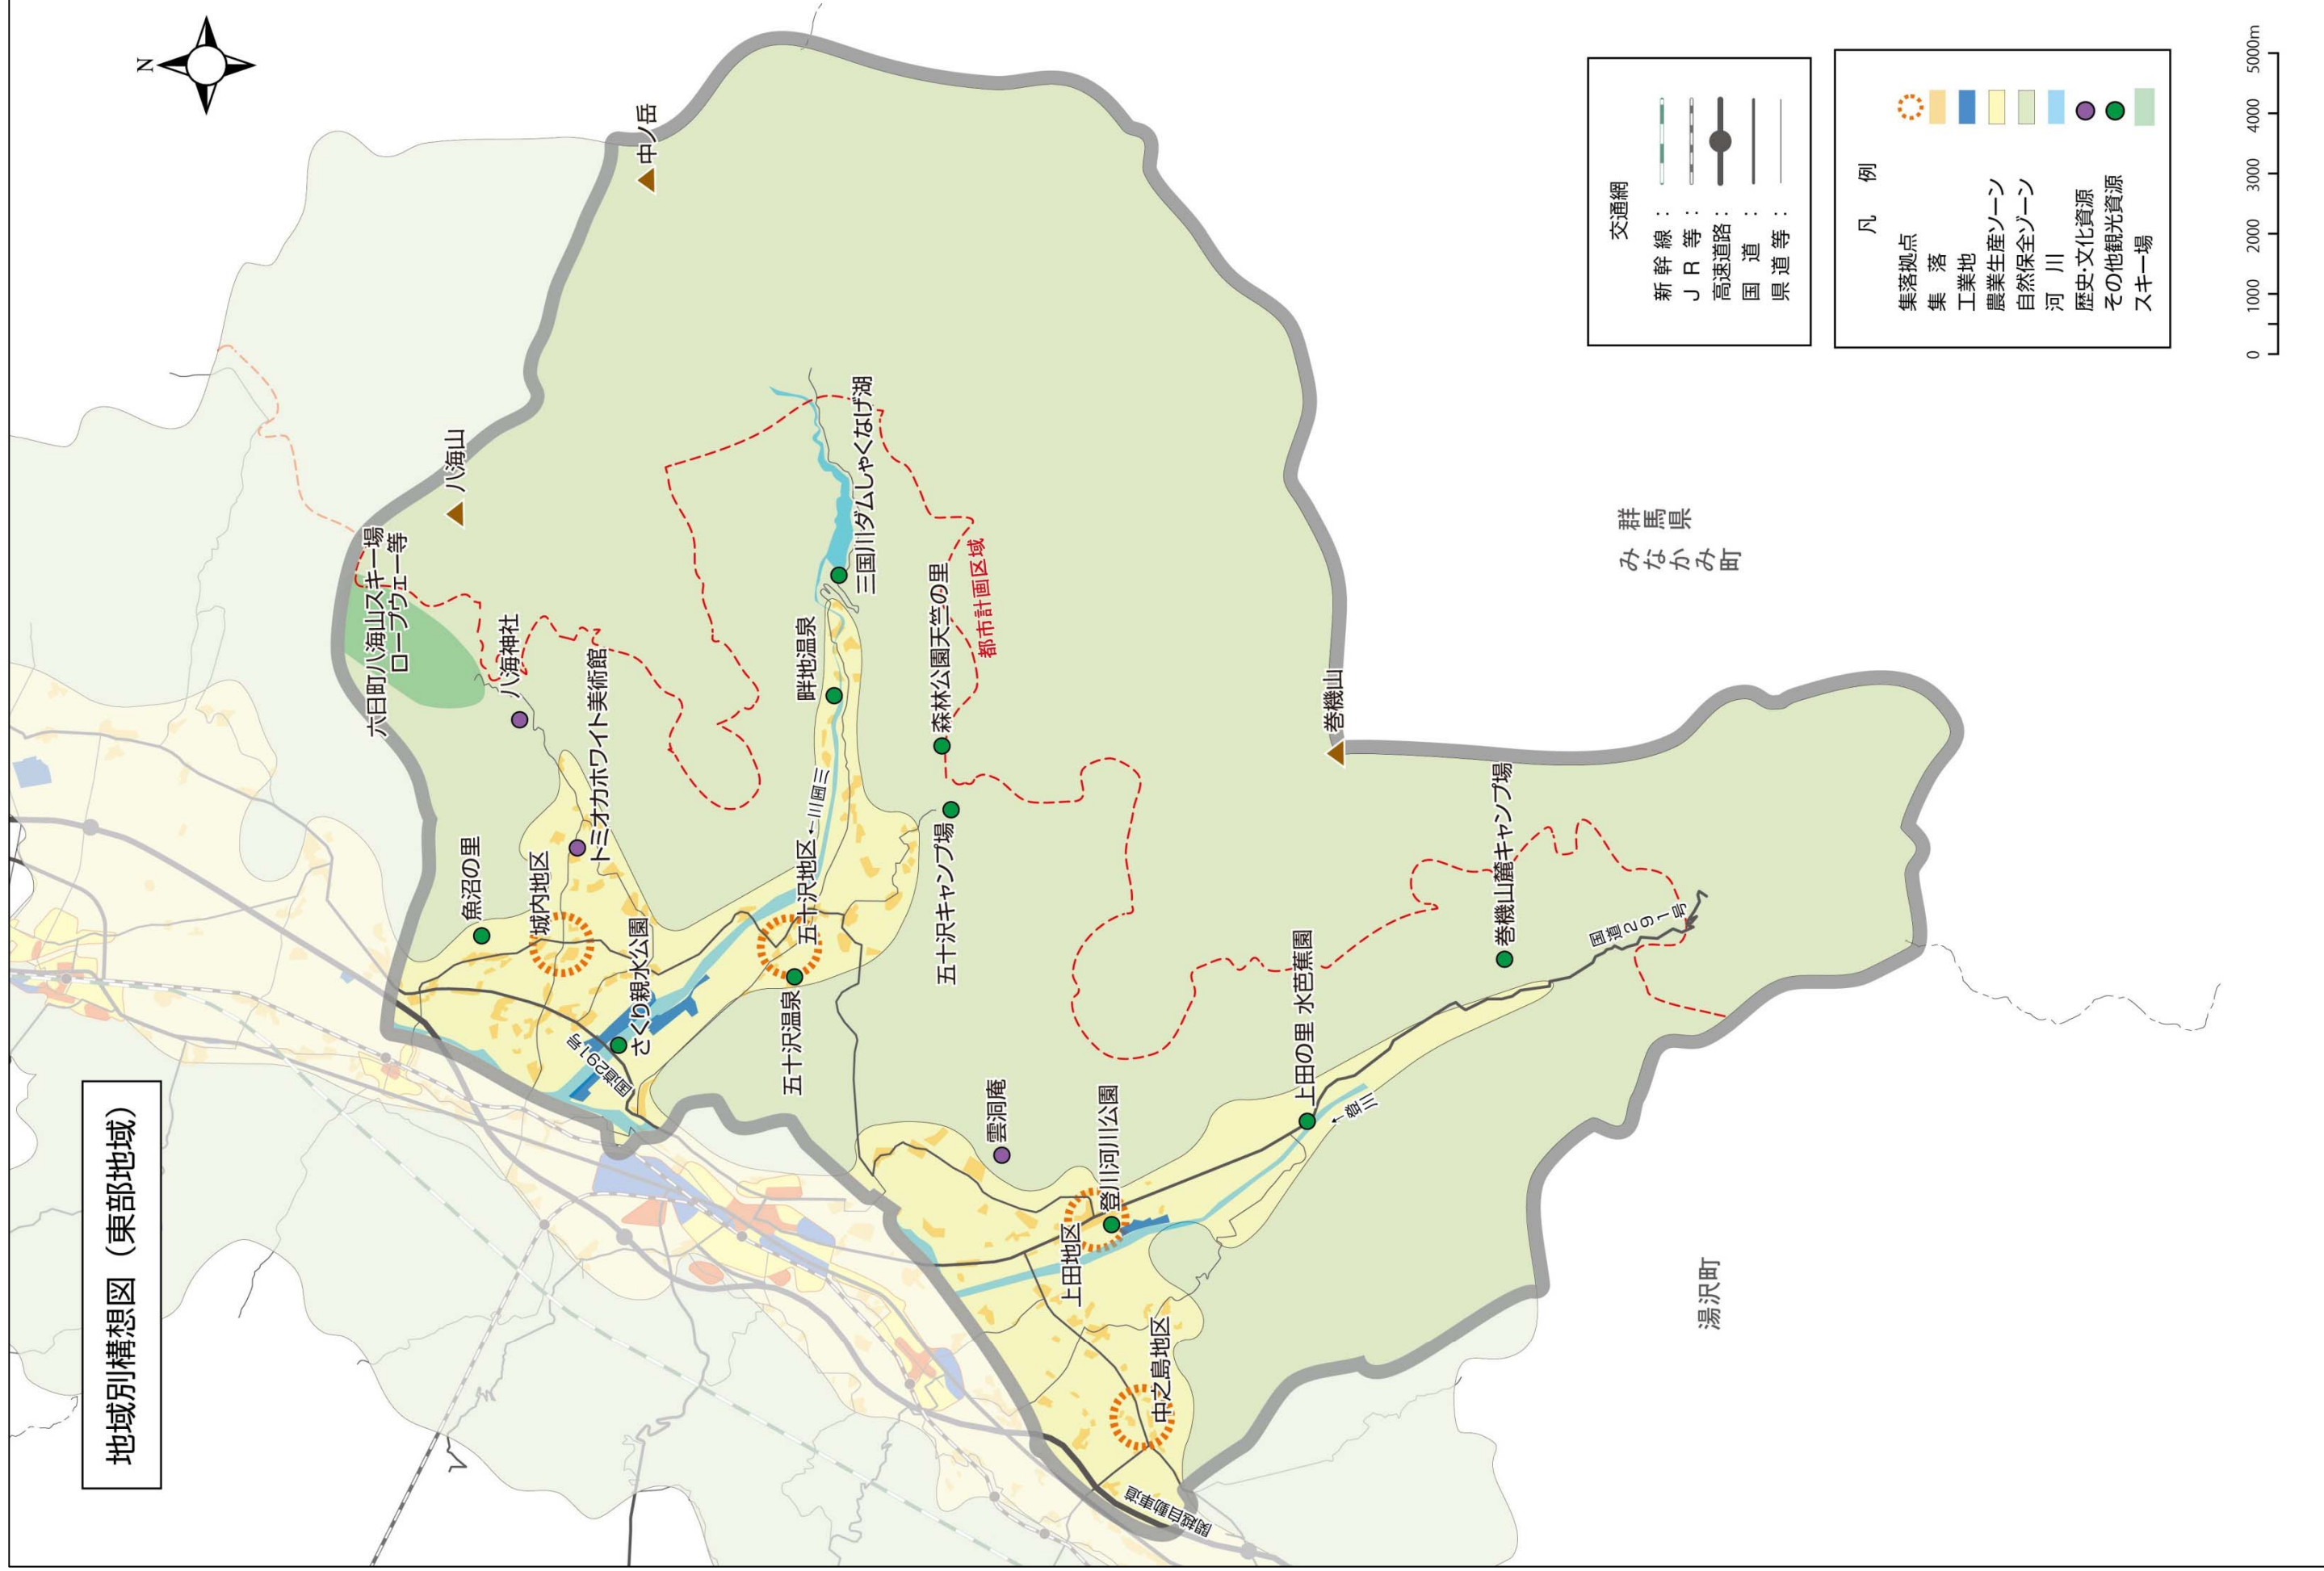 地域別構想図（東部地域）
N
中ノ岳
八海山
六日町八海山スキー場
ロープウェー等
八海神社
トミオカホワイト美術館
魚沼の里
城内地区
さくり親水公園
国道291号
畔地温泉
三国川ダムしゃくなげ湖
←三国川
五十沢地区
五十沢温泉
森林公園天竺の里
都市計画区域
五十沢キャンプ場
雲洞庵
登川河川公園
上田地区
中之島地区
関越自動車道
上田の里 水芭蕉園
←登川
巻機山
巻機山麓キャンプ場
国道291号
群馬県
みなかみ町
湯沢町
交通網
新幹線：
JR等：
高速道路：
国道：
県道等：
凡 例
集落拠点
集 落
工業地
農業生産ゾーン
自然保全ゾーン
河 川
歴史・文化資源
その他観光資源
スキー場
0 1000 2000 3000 4000 5000m